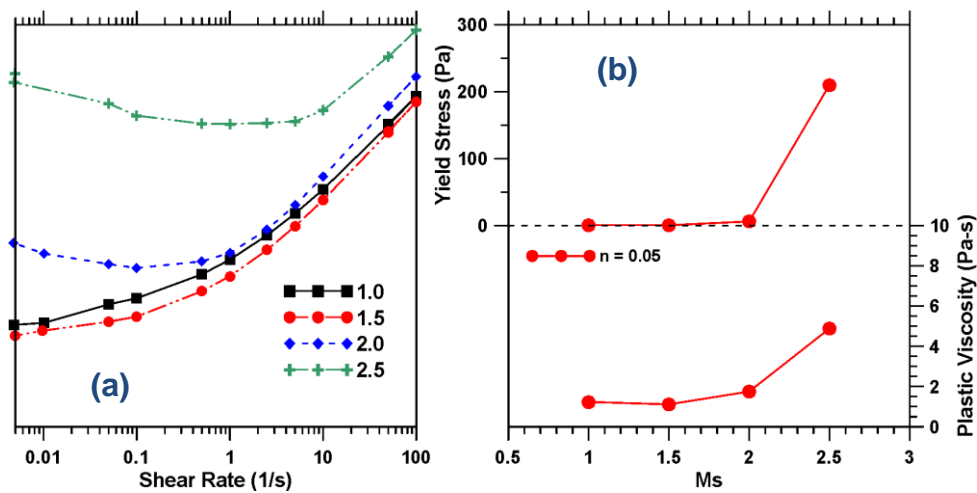 (a)
1.0
1.5
2.0
2.5
0.01 0.1 1 10 100
Shear Rate (1/s)
(b)
Yield Stress (Pa)
300
200
100
0
n = 0.05
Plastic Viscosity (Pa-s)
10
8
6
4
2
0
0.5 1 1.5 2 2.5 3
Ms